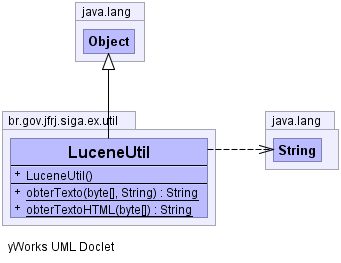 java.lang
Object
br.gov.jfrj.siga.ex.util
java.lang
LuceneUtil
String
+ LuceneUtil()
+ obterTexto(byte[], String) : String
+ obterTextoHTML(byte[]) : String
yWorks UML Doclet